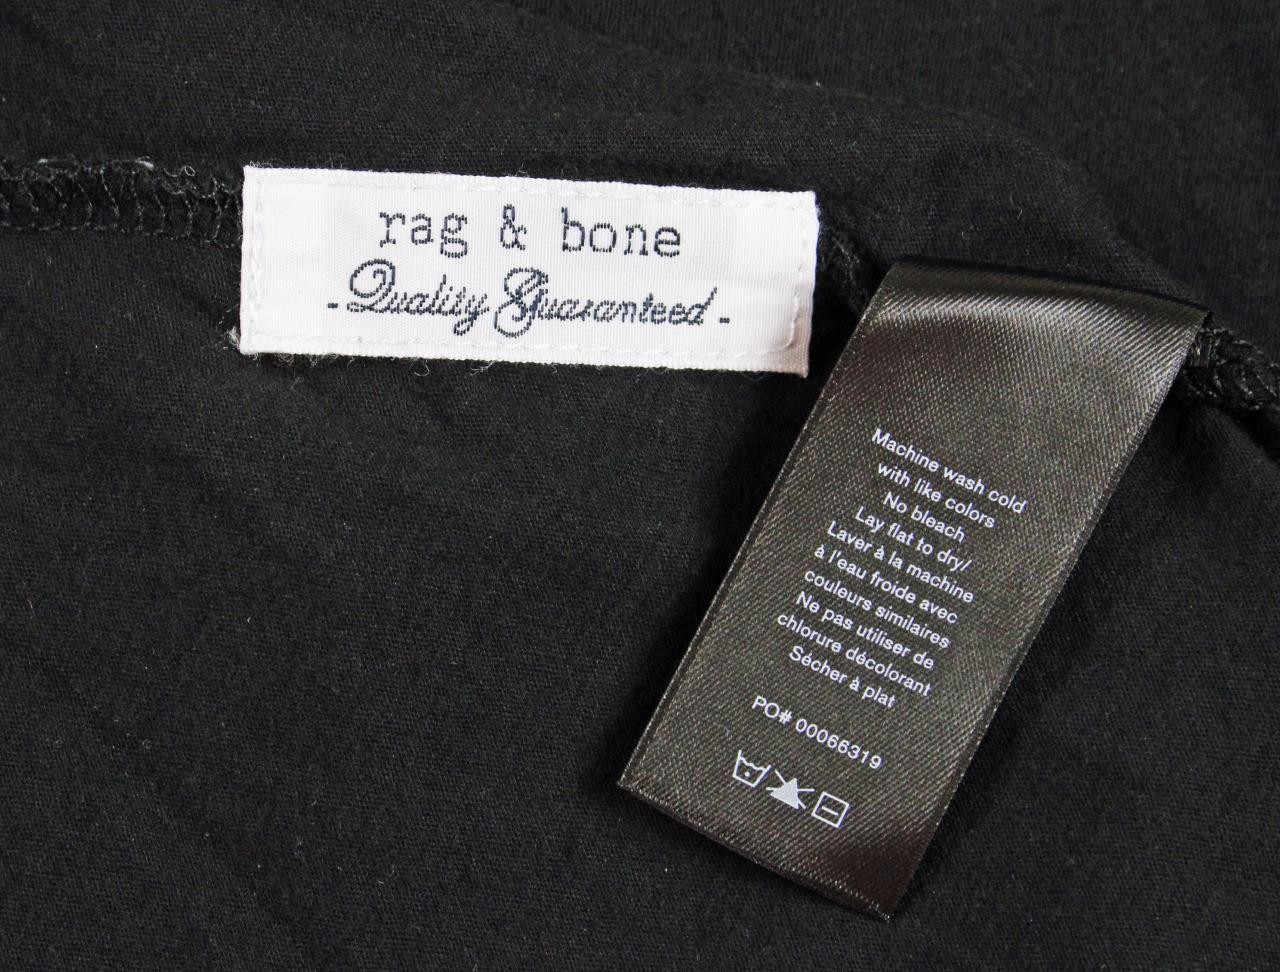 rag & bone
- Quality Guaranteed -
Machine wash cold
with like colors
No bleach
Lay flat to dry/
Laver à la machine
à l'eau froide avec
couleurs similaires
Ne pas utiliser de
chlorure décolorant
Sécher à plat
PO# 00066319